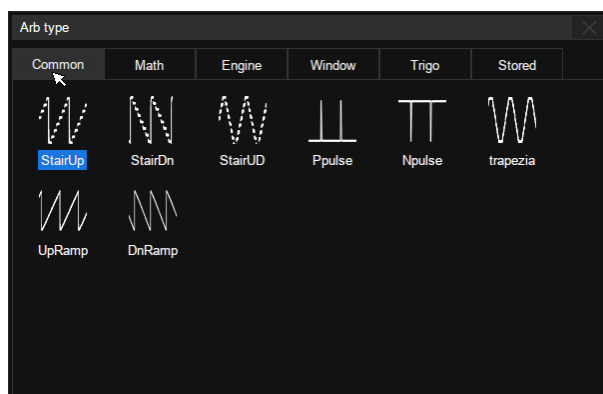 Arb type
Common Math Engine Window Trigo Stored
StairUp StairDn StairUD Ppulse Npulse trapezia
UpRamp DnRamp